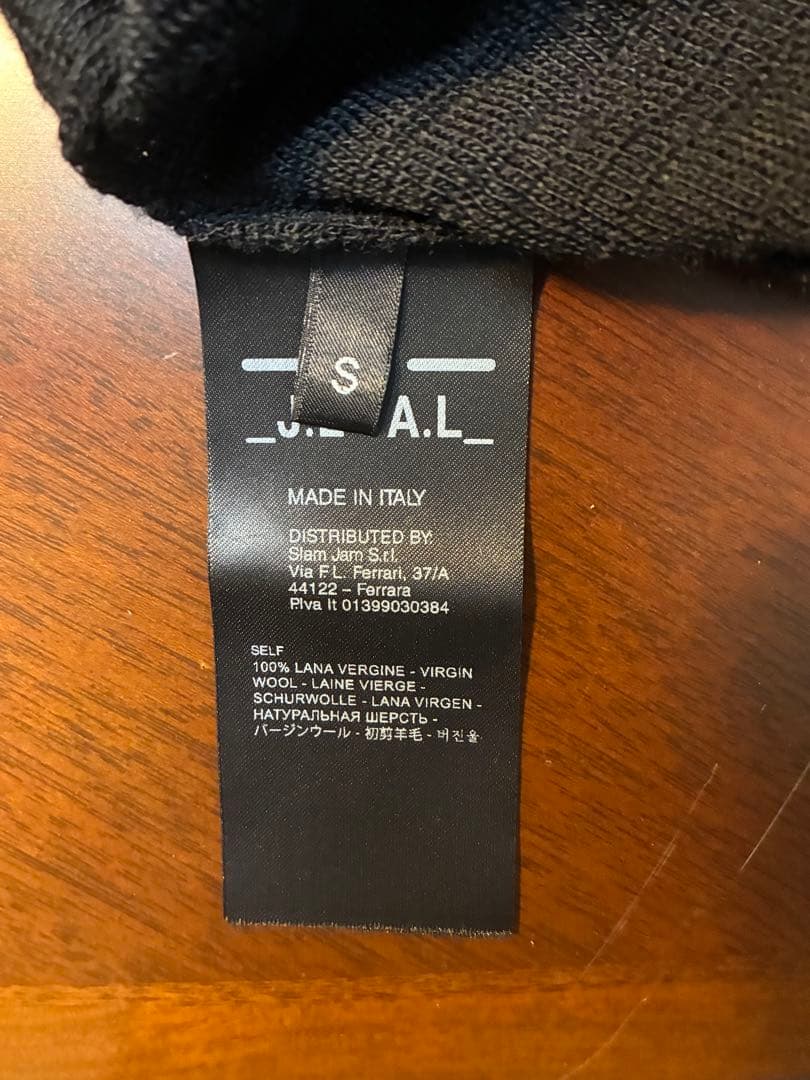 S
A.L_
MADE IN ITALY
DISTRIBUTED BY:
Slam Jam S.r.l.
Via F.L. Ferrari, 37/A
44122 – Ferrara
P.Iva It 01399030384
SELF
100% LANA VERGINE - VIRGIN
WOOL - LAINE VIERGE -
SCHURWOLLE - LANA VIRGEN -
НАТУРАЛЬНАЯ ШЕРСТЬ -
バージンウール - 初剪羊毛 - 버진울